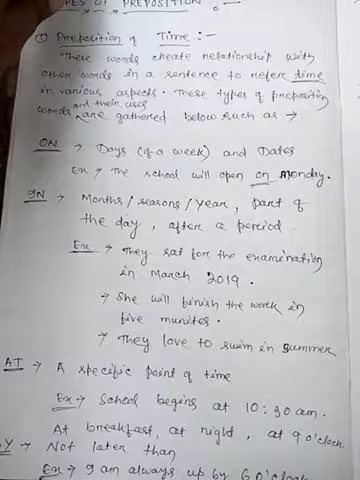 PES OF PREPOSITION :-
① Preposition of Time :-
These words create relationship with
other words in a sentence to refer time
in various aspects. These types of preposition
words and their uses are gathered below such as →
ON → Days (of a week) and Dates
Ex → The school will open on Monday.
IN → Months / seasons / Year, part of
the day, after a period.
Ex → They sat for the examination
in March 2019.
→ She will finish the work in
five munites.
→ They love to swim in summer
AT → A specific point of time
Ex → School begins at 10:30 am.
At breakfast, at night, at 9 o'clock
BY → Not later than
Ex → I am always up by 6 o'clock